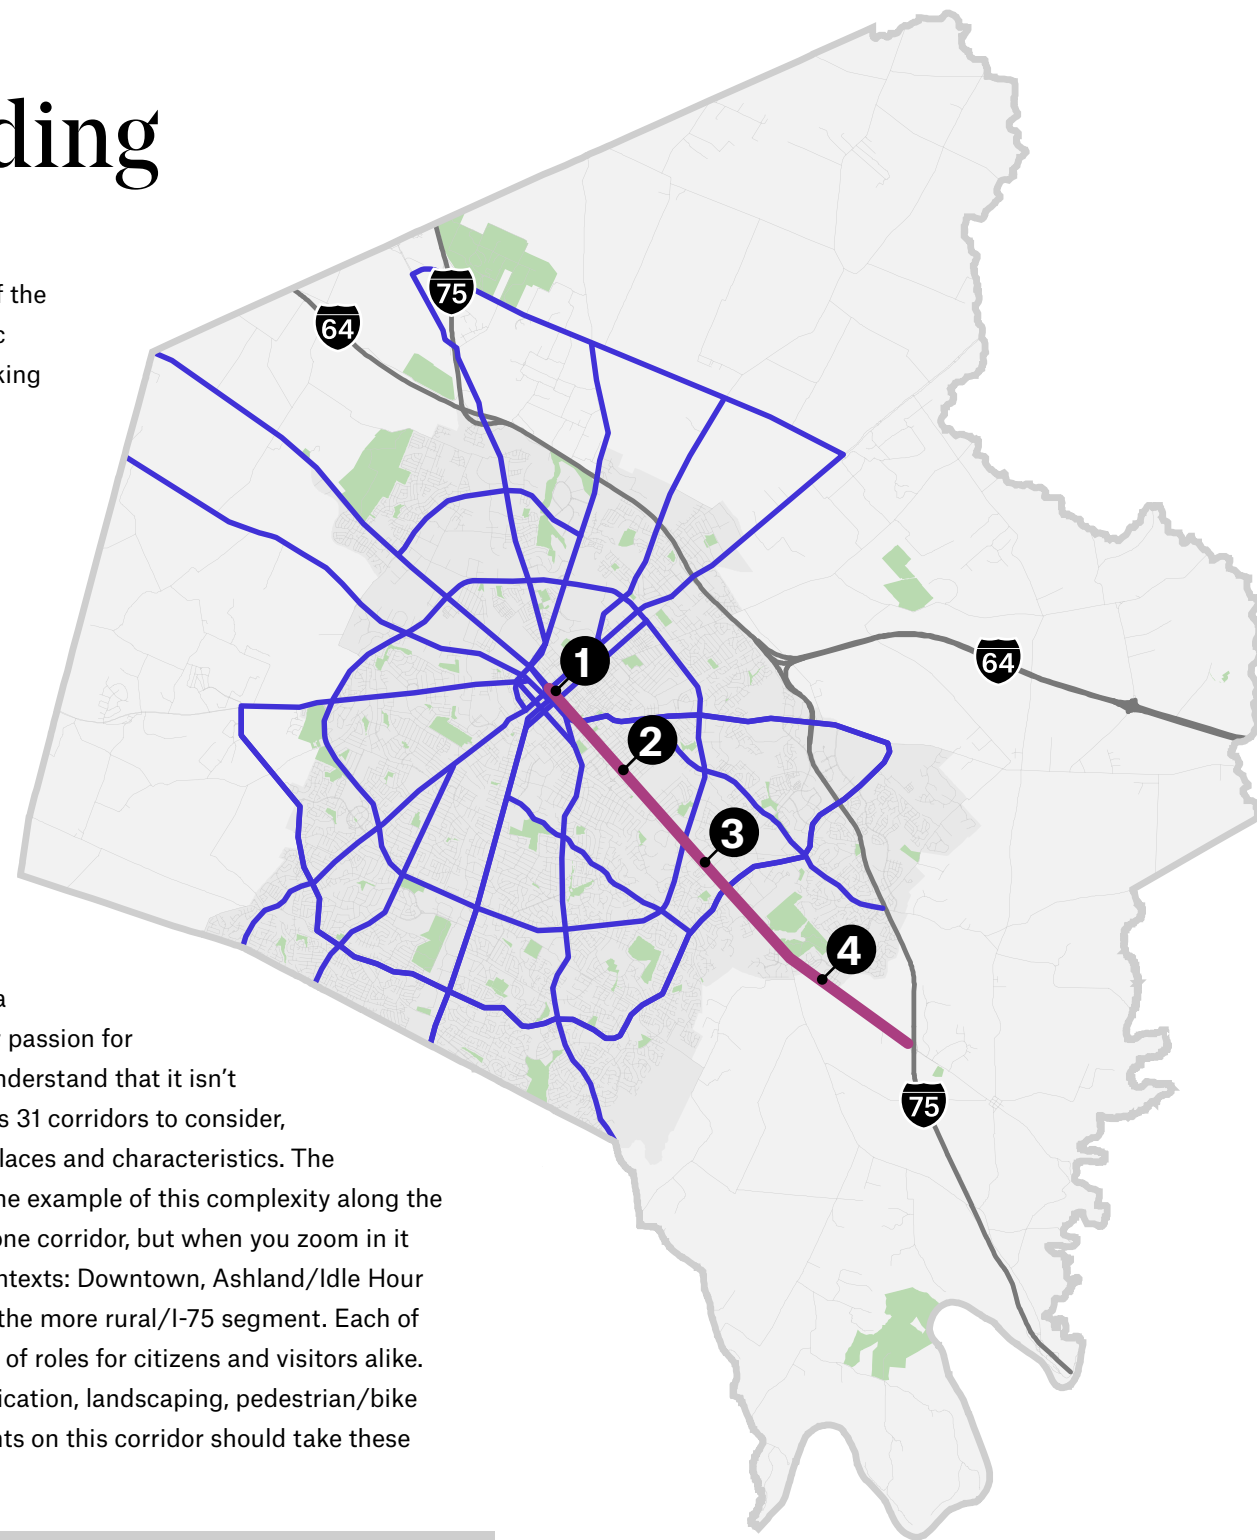 ding
f the
c
king
75
64
64
1
2
3
4
75
a
r passion for
nderstand that it isn’t
s 31 corridors to consider,
laces and characteristics. The
ne example of this complexity along the
one corridor, but when you zoom in it
ntexts: Downtown, Ashland/Idle Hour
the more rural/I-75 segment. Each of
of roles for citizens and visitors alike.
ication, landscaping, pedestrian/bike
nts on this corridor should take these